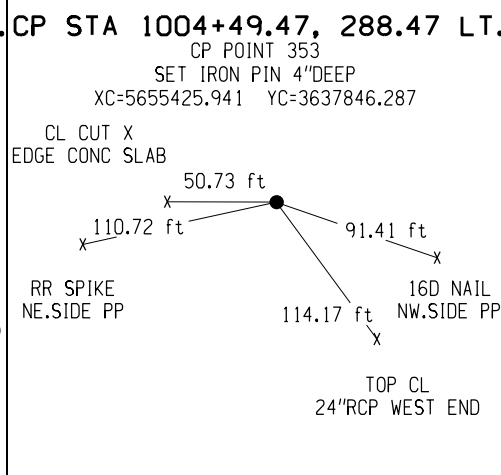 .CP STA 1004+49.47, 288.47 LT.
CP POINT 353
SET IRON PIN 4"DEEP
XC=5655425.941 YC=3637846.287
CL CUT X
EDGE CONC SLAB
50.73 ft
110.72 ft
91.41 ft
RR SPIKE
NE.SIDE PP
16D NAIL
NW.SIDE PP
114.17 ft
TOP CL
24"RCP WEST END